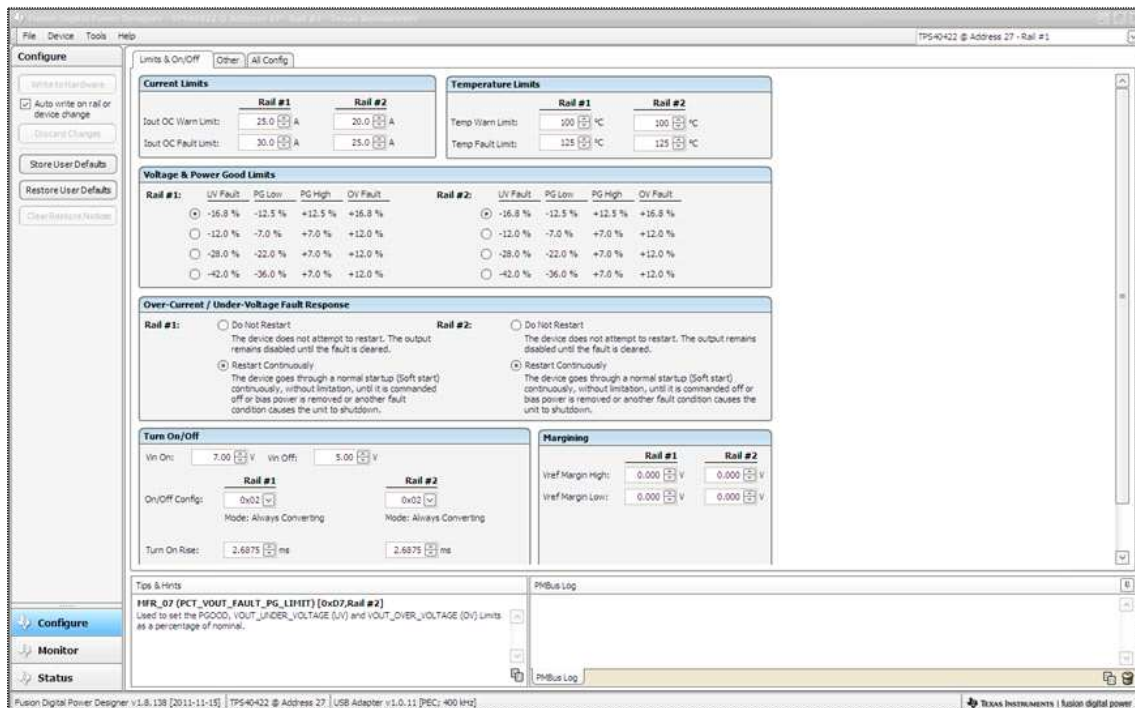 Fusion Digital Power Designer - TPS40422 @ Address 27 - Rail #1 - Texas Instruments
File Device Tools Help
TPS40422 @ Address 27 - Rail #1
Configure
Write to Hardware
Auto write on rail or device change
Discard Changes
Store User Defaults
Restore User Defaults
Clear Restore Notices
Limits & On/Off Other All Config
Current Limits
Rail #1 Rail #2
Iout OC Warn Limit: 25.0 A 20.0 A
Iout OC Fault Limit: 30.0 A 25.0 A
Temperature Limits
Rail #1 Rail #2
Temp Warn Limit: 100 °C 100 °C
Temp Fault Limit: 125 °C 125 °C
Voltage & Power Good Limits
Rail #1: UV Fault PG Low PG High OV Fault
-16.8 % -12.5 % +12.5 % +16.8 %
-12.0 % -7.0 % +7.0 % +12.0 %
-28.0 % -22.0 % +7.0 % +12.0 %
-42.0 % -36.0 % +7.0 % +12.0 %
Rail #2: UV Fault PG Low PG High OV Fault
-16.8 % -12.5 % +12.5 % +16.8 %
-12.0 % -7.0 % +7.0 % +12.0 %
-28.0 % -22.0 % +7.0 % +12.0 %
-42.0 % -36.0 % +7.0 % +12.0 %
Over-Current / Under-Voltage Fault Response
Rail #1: Do Not Restart
The device does not attempt to restart. The output
remains disabled until the fault is cleared.
Restart Continuously
The device goes through a normal startup (Soft start)
continuously, without limitation, until it is commanded
off or bias power is removed or another fault
condition causes the unit to shutdown.
Rail #2: Do Not Restart
The device does not attempt to restart. The output remains
disabled until the fault is cleared.
Restart Continuously
The device goes through a normal startup (Soft start)
continuously, without limitation, until it is commanded off or
bias power is removed or another fault condition causes the
unit to shutdown.
Turn On/Off
Vin On: 7.00 V Vin Off: 5.00 V
Rail #1 Rail #2
On/Off Config: 0x02 0x02
Mode: Always Converting Mode: Always Converting
Turn On Rise: 2.6875 ms 2.6875 ms
Margining
Rail #1 Rail #2
Vref Margin High: 0.000 V 0.000 V
Vref Margin Low: 0.000 V 0.000 V
Tips & Hints
MFR_07 (PCT_VOUT_FAULT_PG_LIMIT) [0xD7,Rail #2]
Used to set the PGOOD, VOUT_UNDER_VOLTAGE (UV) and VOUT_OVER_VOLTAGE (OV) Limits
as a percentage of nominal.
PMBus Log
PMBus Log
Configure
Monitor
Status
Fusion Digital Power Designer v1.8.138 [2011-11-15] TPS40422 @ Address 27 USB Adapter v1.0.11 [PEC; 400 kHz]
TEXAS INSTRUMENTS | fusion digital power